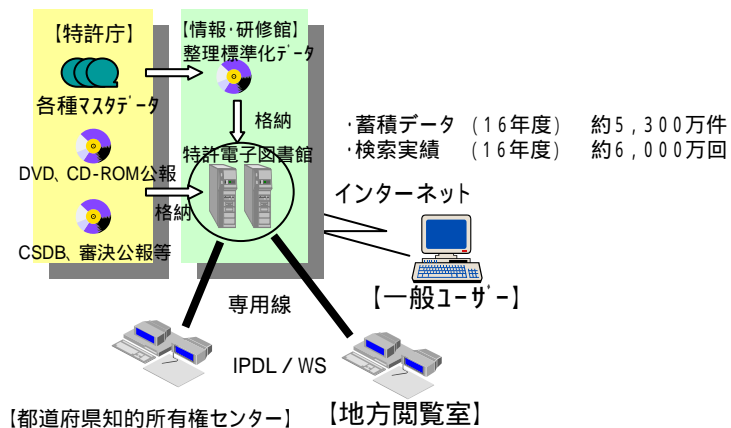 【特許庁】
各種ﾏｽﾀﾃﾞｰﾀ
DVD、CD-ROM公報
CSDB、審決公報等
【情報・研修館】
整理標準化ﾃﾞｰﾀ
格納
特許電子図書館
格納
・蓄積データ (16年度) 約5,300万件
・検索実績 (16年度) 約6,000万回
インターネット
【一般ﾕｰｻﾞｰ】
専用線
IPDL / WS
【都道府県知的所有権センター】
【地方閲覧室】